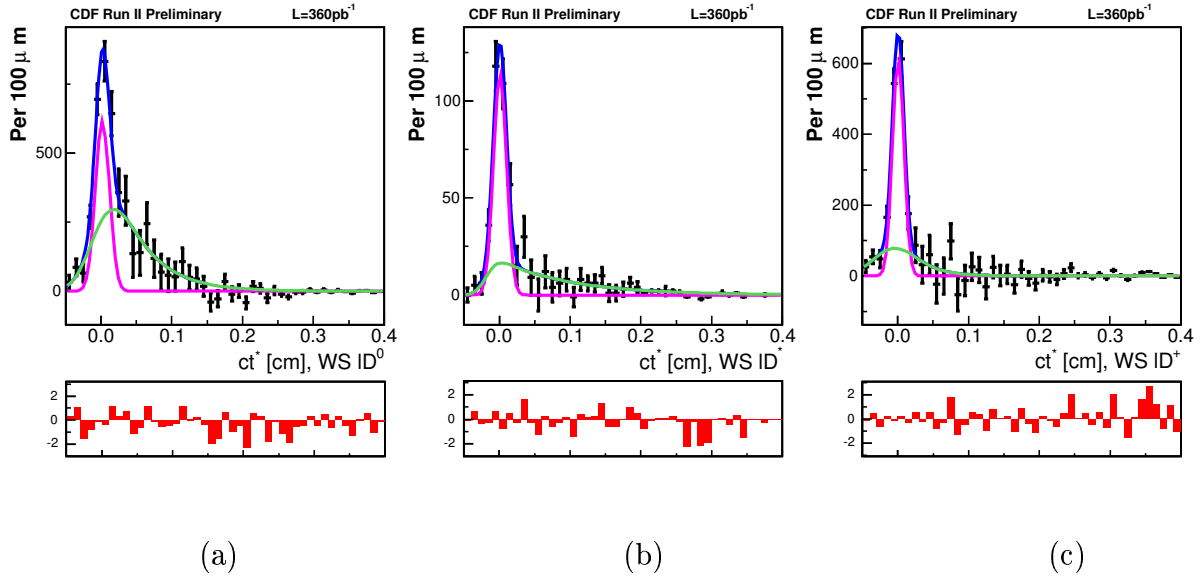 CDF Run II Preliminary L=360pb-1
Per 100 μ m
500
0
0.0 0.1 0.2 0.3 0.4
ct* [cm], WS ID0
2
0
-2
(a)
CDF Run II Preliminary L=360pb-1
Per 100 μ m
100
50
0
0.0 0.1 0.2 0.3 0.4
ct* [cm], WS ID*
2
0
-2
(b)
CDF Run II Preliminary L=360pb-1
Per 100 μ m
600
400
200
0
0.0 0.1 0.2 0.3 0.4
ct* [cm], WS ID+
2
0
-2
(c)